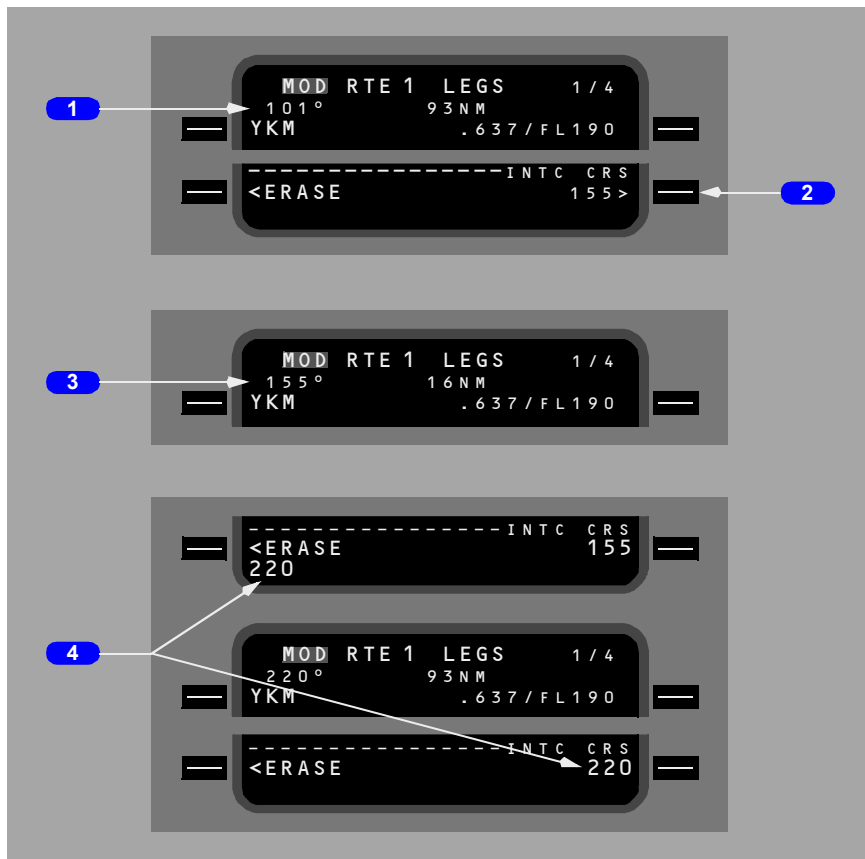 MOD RTE 1 LEGS 1/4
1 101° 93NM
YKM .637/FL190
----------------INTC CRS
<ERASE 155> 2
MOD RTE 1 LEGS 1/4
3 155° 16NM
YKM .637/FL190
----------------INTC CRS
<ERASE 155
220
4 MOD RTE 1 LEGS 1/4
220° 93NM
YKM .637/FL190
----------------INTC CRS
<ERASE 220